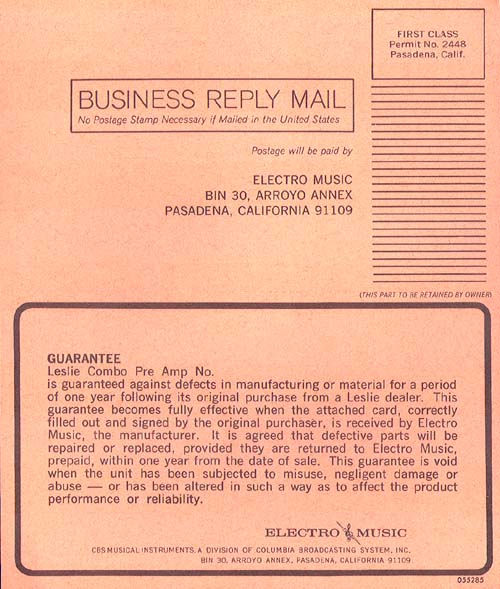 FIRST CLASS
Permit No. 2448
Pasadena, Calif.
BUSINESS REPLY MAIL
No Postage Stamp Necessary if Mailed in the United States
Postage will be paid by
ELECTRO MUSIC
BIN 30, ARROYO ANNEX
PASADENA, CALIFORNIA 91109
(THIS PART TO BE RETAINED BY OWNER)
GUARANTEE
Leslie Combo Pre Amp No.
is guaranteed against defects in manufacturing or material for a period
of one year following its original purchase from a Leslie dealer. This
guarantee becomes fully effective when the attached card, correctly
filled out and signed by the original purchaser, is received by Electro
Music, the manufacturer. It is agreed that defective parts will be
repaired or replaced, provided they are returned to Electro Music,
prepaid, within one year from the date of sale. This guarantee is void
when the unit has been subjected to misuse, negligent damage or
abuse — or has been altered in such a way as to affect the product
performance or reliability.
ELECTRO MUSIC
CBS MUSICAL INSTRUMENTS, A DIVISION OF COLUMBIA BROADCASTING SYSTEM, INC.
BIN 30, ARROYO ANNEX, PASADENA, CALIFORNIA 91109
055285